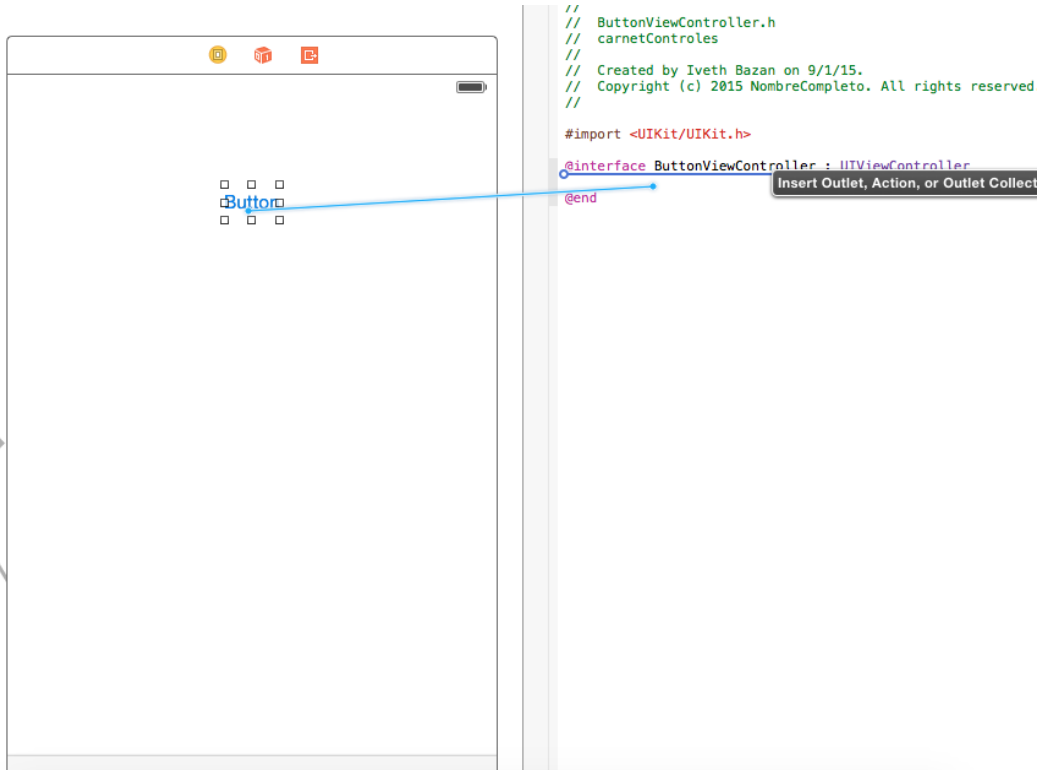 //
//  ButtonViewController.h
//  carnetControles
//
//  Created by Iveth Bazan on 9/1/15.
//  Copyright (c) 2015 NombreCompleto. All rights reserved
//
#import <UIKit/UIKit.h>
@interface ButtonViewController : UIViewController
Insert Outlet, Action, or Outlet Collect
@end
Button